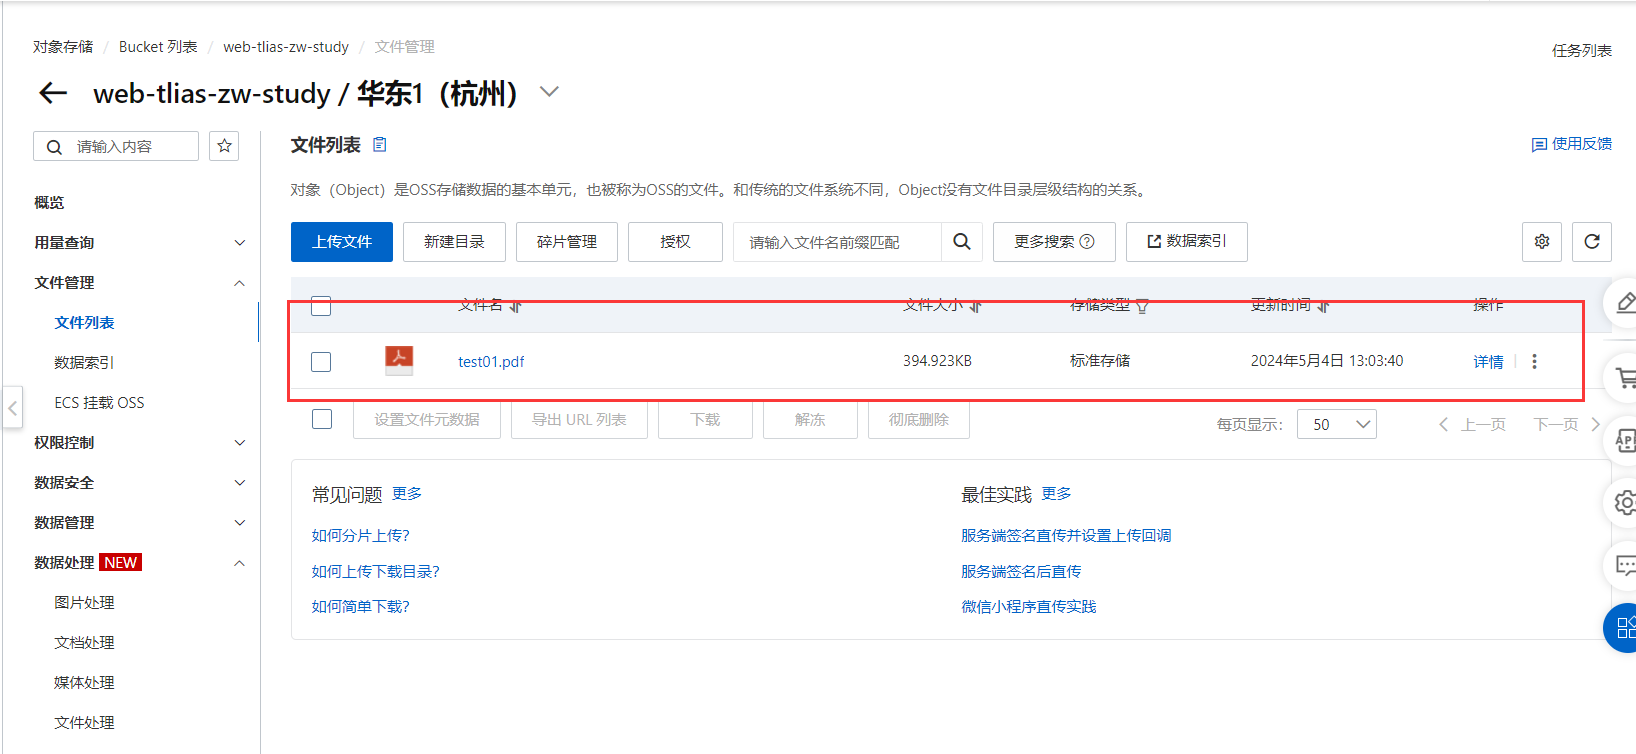 对象存储 / Bucket 列表 / web-tlias-zw-study / 文件管理
任务列表
web-tlias-zw-study / 华东1（杭州）
请输入内容
概览
用量查询
文件管理
文件列表
数据索引
ECS 挂载 OSS
权限控制
数据安全
数据管理
数据处理 NEW
图片处理
文档处理
媒体处理
文件处理
文件列表
使用反馈
对象（Object）是OSS存储数据的基本单元，也被称为OSS的文件。和传统的文件系统不同，Object没有文件目录层级结构的关系。
上传文件 新建目录 碎片管理 授权 请输入文件名前缀匹配 更多搜索 数据索引
文件名 文件大小 存储类型 更新时间 操作
test01.pdf 394.923KB 标准存储 2024年5月4日 13:03:40 详情
设置文件元数据 导出 URL 列表 下载 解冻 彻底删除 每页显示： 50 上一页 下一页
常见问题 更多
如何分片上传?
如何上传下载目录?
如何简单下载?
最佳实践 更多
服务端签名直传并设置上传回调
服务端签名后直传
微信小程序直传实践
API